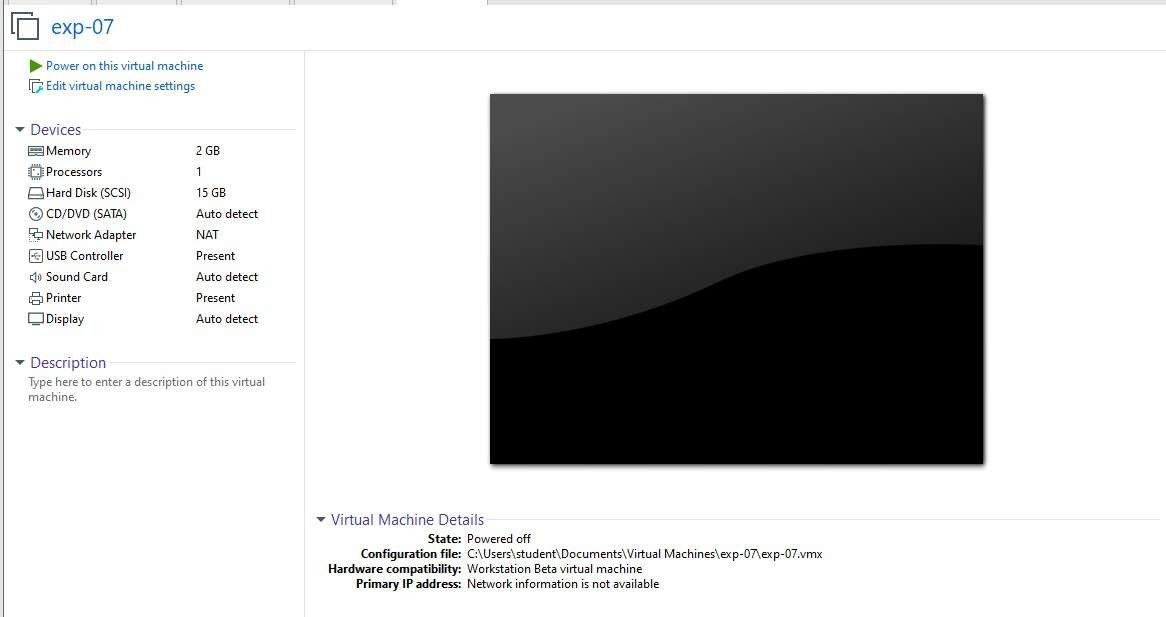 exp-07
Power on this virtual machine
Edit virtual machine settings
Devices
Memory 2 GB
Processors 1
Hard Disk (SCSI) 15 GB
CD/DVD (SATA) Auto detect
Network Adapter NAT
USB Controller Present
Sound Card Auto detect
Printer Present
Display Auto detect
Description
Type here to enter a description of this virtual
machine.
Virtual Machine Details
State: Powered off
Configuration file: C:\Users\student\Documents\Virtual Machines\exp-07\exp-07.vmx
Hardware compatibility: Workstation Beta virtual machine
Primary IP address: Network information is not available